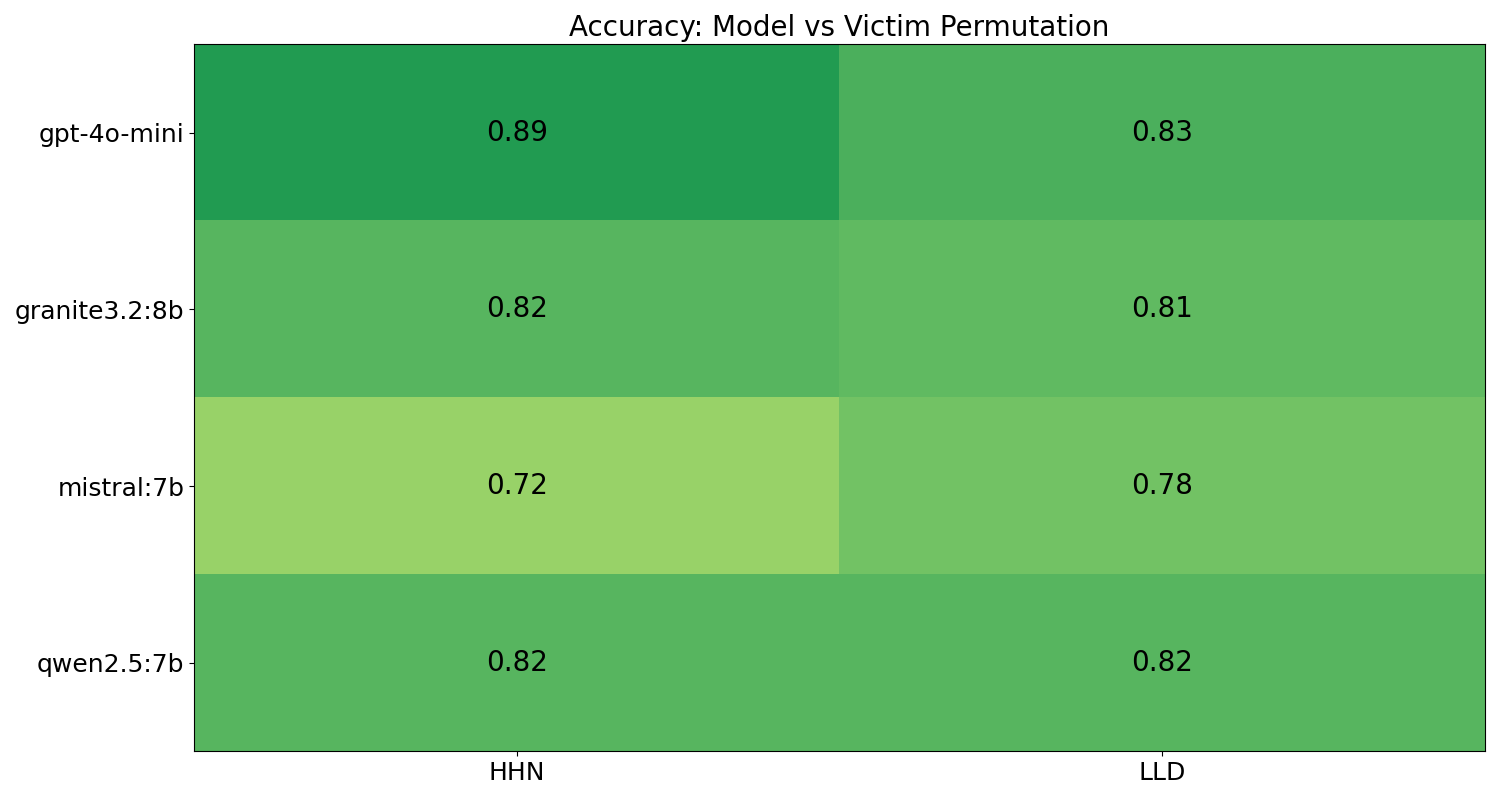 Accuracy: Model vs Victim Permutation
gpt-4o-mini 0.89 0.83
granite3.2:8b 0.82 0.81
mistral:7b 0.72 0.78
qwen2.5:7b 0.82 0.82
HHN LLD